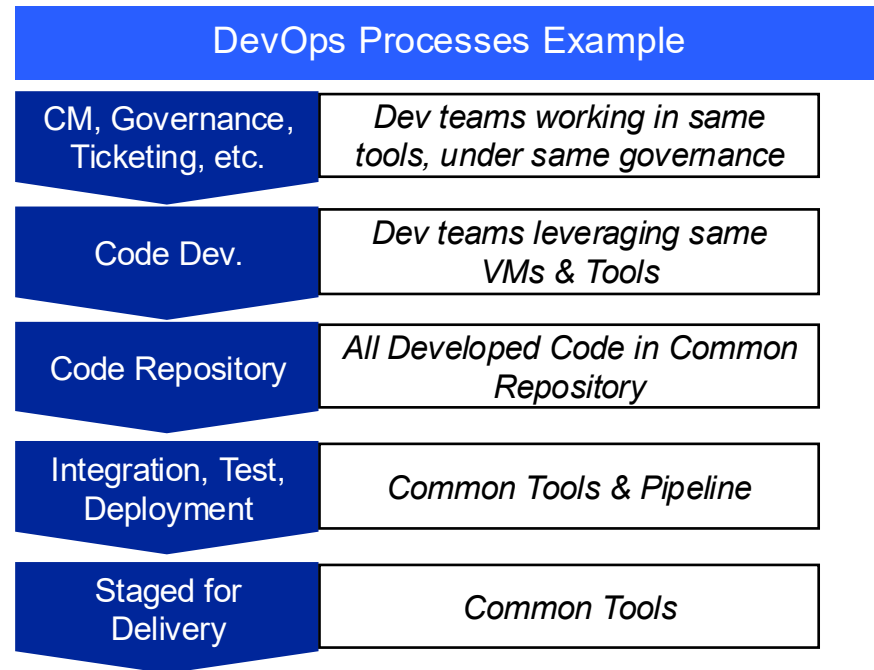 DevOps Processes Example
CM, Governance,
Ticketing, etc.
Dev teams working in same
tools, under same governance
Code Dev.
Dev teams leveraging same
VMs & Tools
Code Repository
All Developed Code in Common
Repository
Integration, Test,
Deployment
Common Tools & Pipeline
Staged for
Delivery
Common Tools